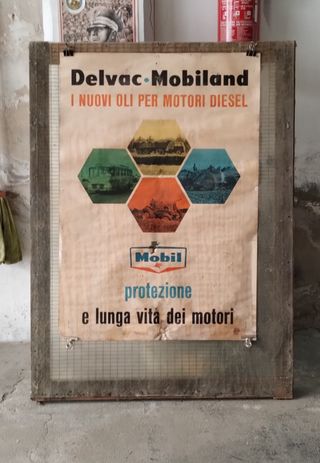 Delvac·Mobiland
I NUOVI OLI PER MOTORI DIESEL
Mobil
protezione
e lunga vita dei motori